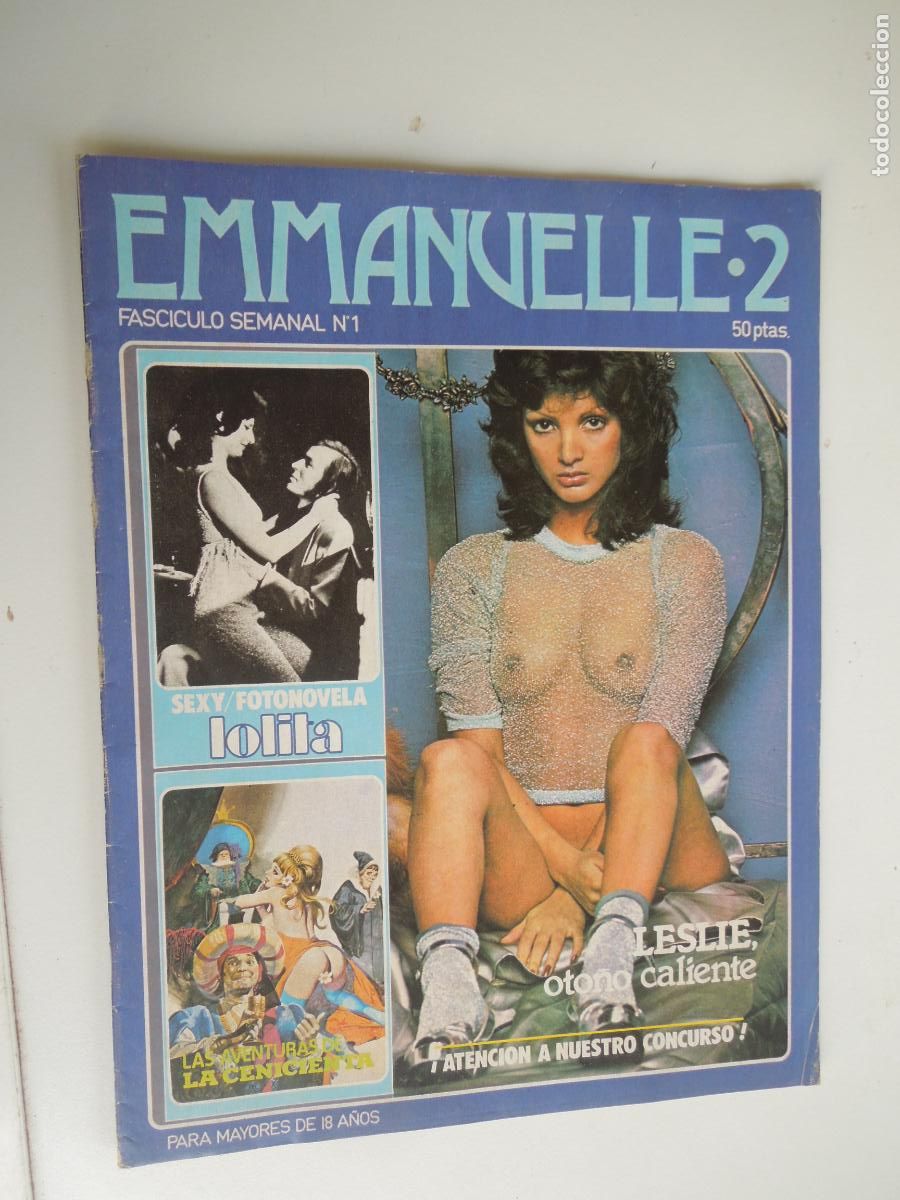 EMMANUELLE·2
FASCICULO SEMANAL Nº1
50 ptas.
SEXY/FOTONOVELA
lolita
LAS AVENTURAS DE
LA CENICIENTA
LESLIE,
otoño caliente
¡ATENCION A NUESTRO CONCURSO!
PARA MAYORES DE 18 AÑOS
todocoleccion